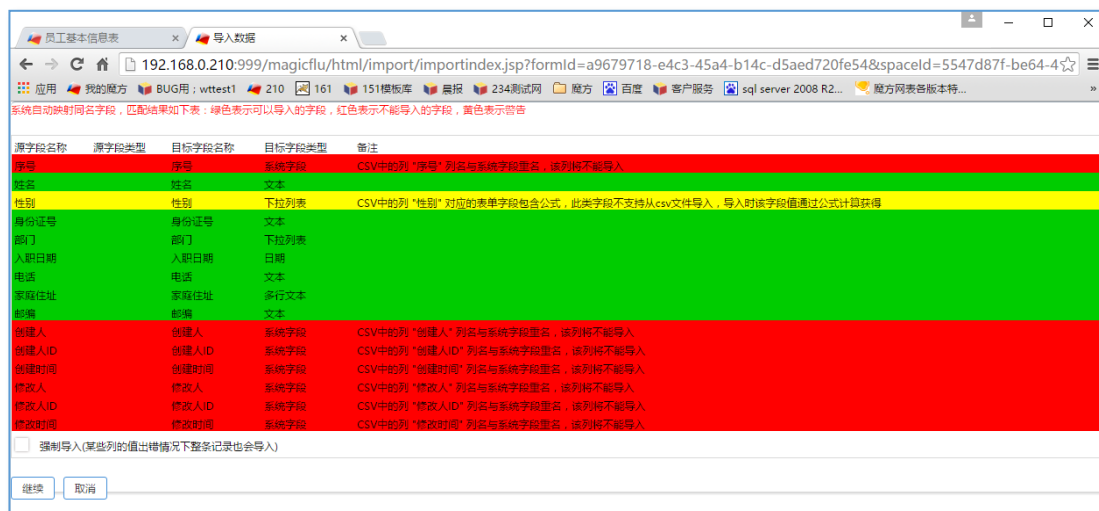 员工基本信息表 × 导入数据 ×
192.168.0.210:999/magicflu/html/import/importindex.jsp?formId=a9679718-e4c3-45a4-b14c-d5aed720fe54&spaceId=5547d87f-be64-4
应用 我的魔方 BUG用；wttest1 210 161 151模板库 晨报 234测试网 魔方 百度 客户服务 sql server 2008 R2... 魔方网表各版本特... »
系统自动映射同名字段，匹配结果如下表：绿色表示可以导入的字段，红色表示不能导入的字段，黄色表示警告
源字段名称 源字段类型 目标字段名称 目标字段类型 备注
序号 序号 系统字段 CSV中的列 "序号" 列名与系统字段重名，该列将不能导入
姓名 姓名 文本
性别 性别 下拉列表 CSV中的列 "性别" 对应的表单字段包含公式，此类字段不支持从csv文件导入，导入时该字段值通过公式计算获得
身份证号 身份证号 文本
部门 部门 下拉列表
入职日期 入职日期 日期
电话 电话 文本
家庭住址 家庭住址 多行文本
邮编 邮编 文本
创建人 创建人 系统字段 CSV中的列 "创建人" 列名与系统字段重名，该列将不能导入
创建人ID 创建人ID 系统字段 CSV中的列 "创建人ID" 列名与系统字段重名，该列将不能导入
创建时间 创建时间 系统字段 CSV中的列 "创建时间" 列名与系统字段重名，该列将不能导入
修改人 修改人 系统字段 CSV中的列 "修改人" 列名与系统字段重名，该列将不能导入
修改人ID 修改人ID 系统字段 CSV中的列 "修改人ID" 列名与系统字段重名，该列将不能导入
修改时间 修改时间 系统字段 CSV中的列 "修改时间" 列名与系统字段重名，该列将不能导入
强制导入(某些列的值出错情况下整条记录也会导入)
继续 取消